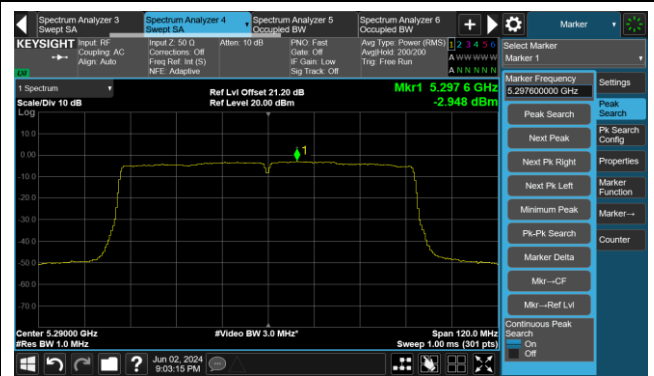 Spectrum Analyzer 3
Swept SA
Spectrum Analyzer 4
Swept SA
Spectrum Analyzer 5
Occupied BW
Spectrum Analyzer 6
Occupied BW
Marker
KEYSIGHT
Input: RF
Coupling: AC
Align: Auto
Input Z: 50 Ω
Corrections: Off
Freq Ref: Int (S)
NFE: Adaptive
Atten: 10 dB
PNO: Fast
Gate: Off
IF Gain: Low
Sig Track: Off
Avg Type: Power (RMS)
Avg|Hold: 200/200
Trig: Free Run
1 2 3 4 5 6
A W W W W W
A N N N N N
Select Marker
Marker 1
1 Spectrum
Scale/Div 10 dB
Log
Ref Lvl Offset 21.20 dB
Ref Level 20.00 dBm
Mkr1 5.297 6 GHz
-2.948 dBm
10.0
0.00
-10.0
-20.0
-30.0
-40.0
-50.0
-60.0
-70.0
1
Center 5.29000 GHz
#Res BW 1.0 MHz
#Video BW 3.0 MHz*
Span 120.0 MHz
Sweep 1.00 ms (301 pts)
Marker Frequency
5.297600000 GHz
Peak Search
Next Peak
Next Pk Right
Next Pk Left
Minimum Peak
Pk-Pk Search
Marker Delta
Mkr→CF
Mkr→Ref Lvl
Continuous Peak
Search
On
Off
Settings
Peak
Search
Pk Search
Config
Properties
Marker
Function
Marker→
Counter
Jun 02, 2024
9:03:15 PM